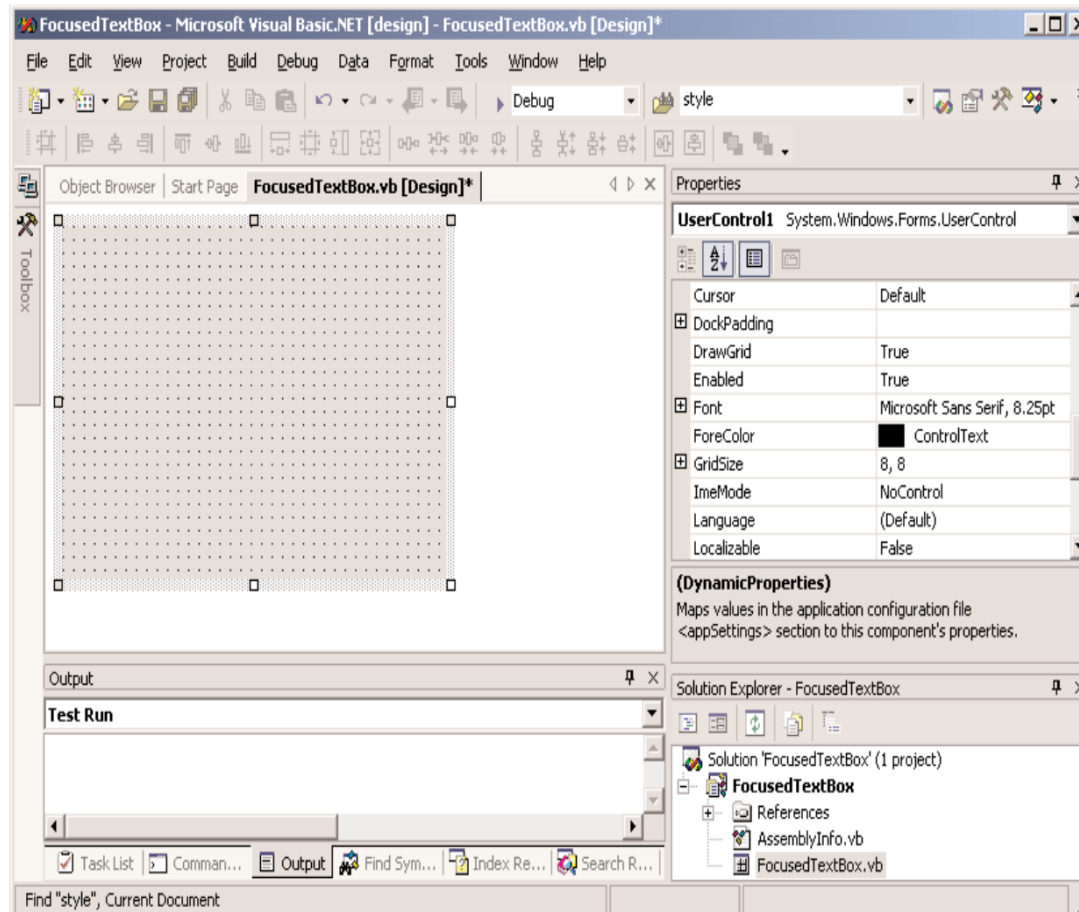 FocusedTextBox - Microsoft Visual Basic.NET [design] - FocusedTextBox.vb [Design]*
File Edit View Project Build Debug Data Format Tools Window Help
Debug style
Object Browser Start Page FocusedTextBox.vb [Design]*
Toolbox
Properties
UserControl1 System.Windows.Forms.UserControl
Cursor Default
DockPadding
DrawGrid True
Enabled True
Font Microsoft Sans Serif, 8.25pt
ForeColor ControlText
GridSize 8, 8
ImeMode NoControl
Language (Default)
Localizable False
(DynamicProperties)
Maps values in the application configuration file
<appSettings> section to this component's properties.
Output
Test Run
Task List Comman... Output Find Sym... Index Re... Search R...
Solution Explorer - FocusedTextBox
Solution 'FocusedTextBox' (1 project)
FocusedTextBox
References
AssemblyInfo.vb
FocusedTextBox.vb
Find "style", Current Document